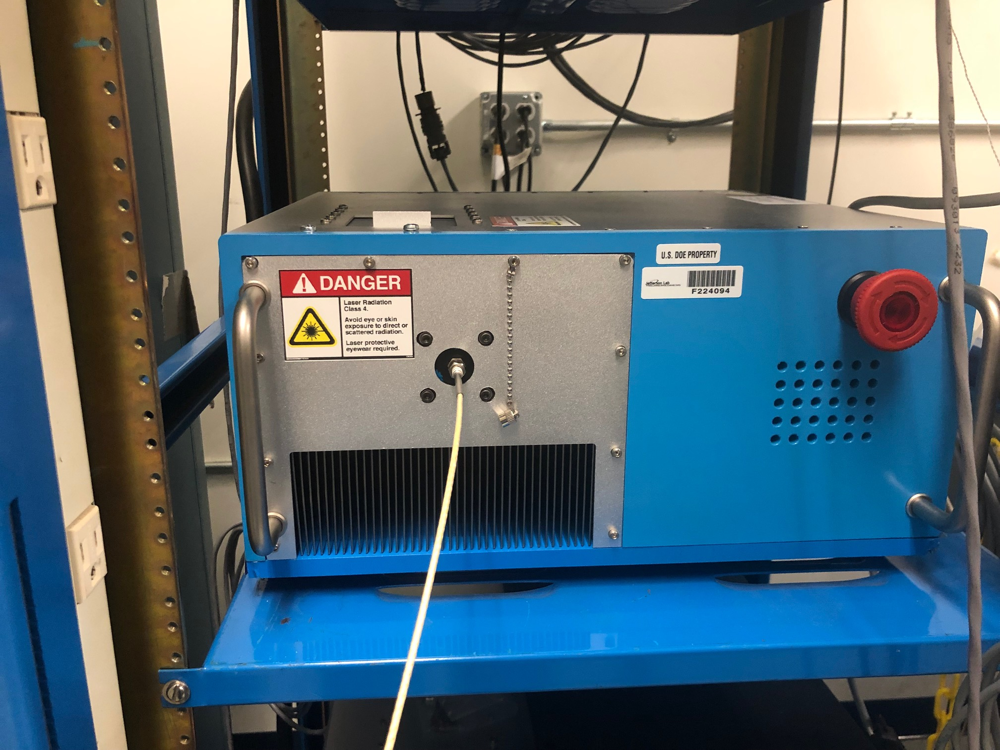 U.S. DOE PROPERTY
Jefferson Lab
F224094
DANGER
Laser Radiation
Class 4.
Avoid eye or skin
exposure to direct or
scattered radiation.
Laser protective
eyewear required.